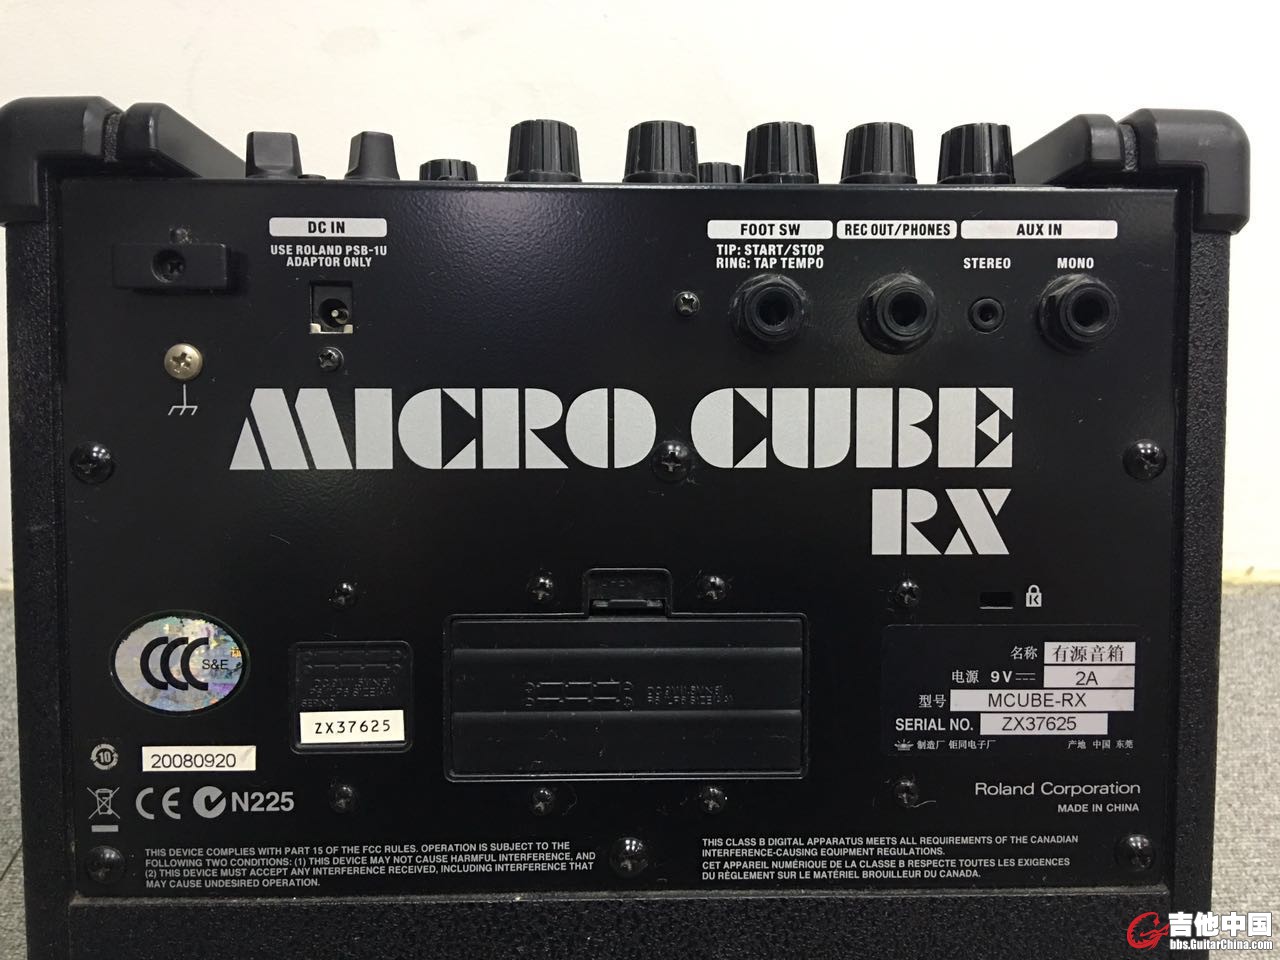 DC IN
USE ROLAND PSB-1U
ADAPTOR ONLY
FOOT SW
TIP: START/STOP
RING: TAP TEMPO
REC OUT/PHONES
AUX IN
STEREO
MONO
MICRO CUBE
RX
K
CCC S&E
名称 有源音箱
电源 9V 2A
型号 MCUBE-RX
SERIAL NO. ZX37625
制造厂 钜同电子厂 产地 中国 东莞
ZX37625
10
20080920
CE N225
Roland Corporation
MADE IN CHINA
THIS DEVICE COMPLIES WITH PART 15 OF THE FCC RULES. OPERATION IS SUBJECT TO THE
FOLLOWING TWO CONDITIONS: (1) THIS DEVICE MAY NOT CAUSE HARMFUL INTERFERENCE, AND
(2) THIS DEVICE MUST ACCEPT ANY INTERFERENCE RECEIVED, INCLUDING INTERFERENCE THAT
MAY CAUSE UNDESIRED OPERATION.
THIS CLASS B DIGITAL APPARATUS MEETS ALL REQUIREMENTS OF THE CANADIAN
INTERFERENCE-CAUSING EQUIPMENT REGULATIONS.
CET APPAREIL NUMÉRIQUE DE LA CLASSE B RESPECTE TOUTES LES EXIGENCES
DU RÈGLEMENT SUR LE MATÉRIEL BROUILLEUR DU CANADA.
吉他中国
bbs.GuitarChina.com